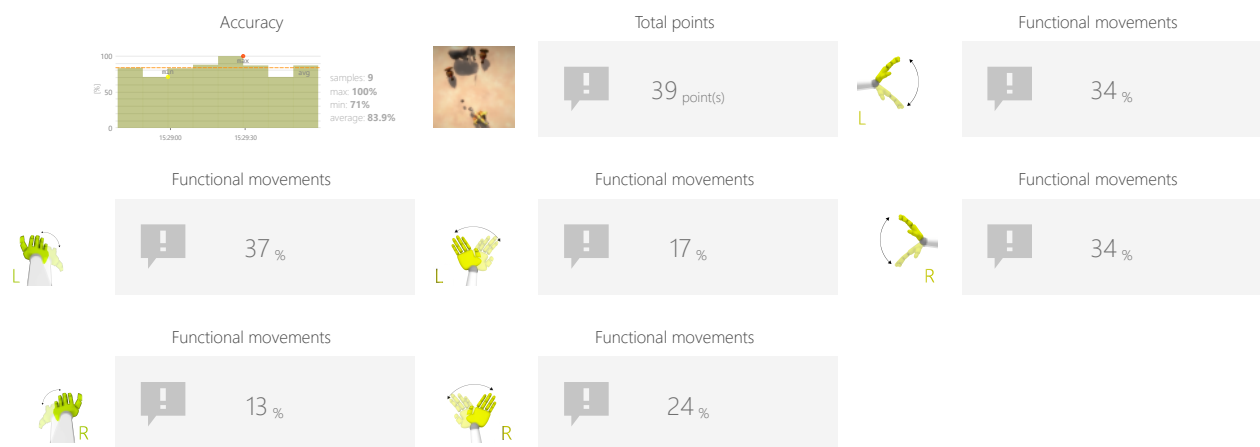 Accuracy
100
50
0
[%]
min
max
avg
15:29:00
15:29:30
samples: 9
max: 100%
min: 71%
average: 83.9%
Total points
39 point(s)
Functional movements
L
34 %
Functional movements
L
37 %
Functional movements
L
17 %
Functional movements
R
34 %
Functional movements
R
13 %
Functional movements
R
24 %